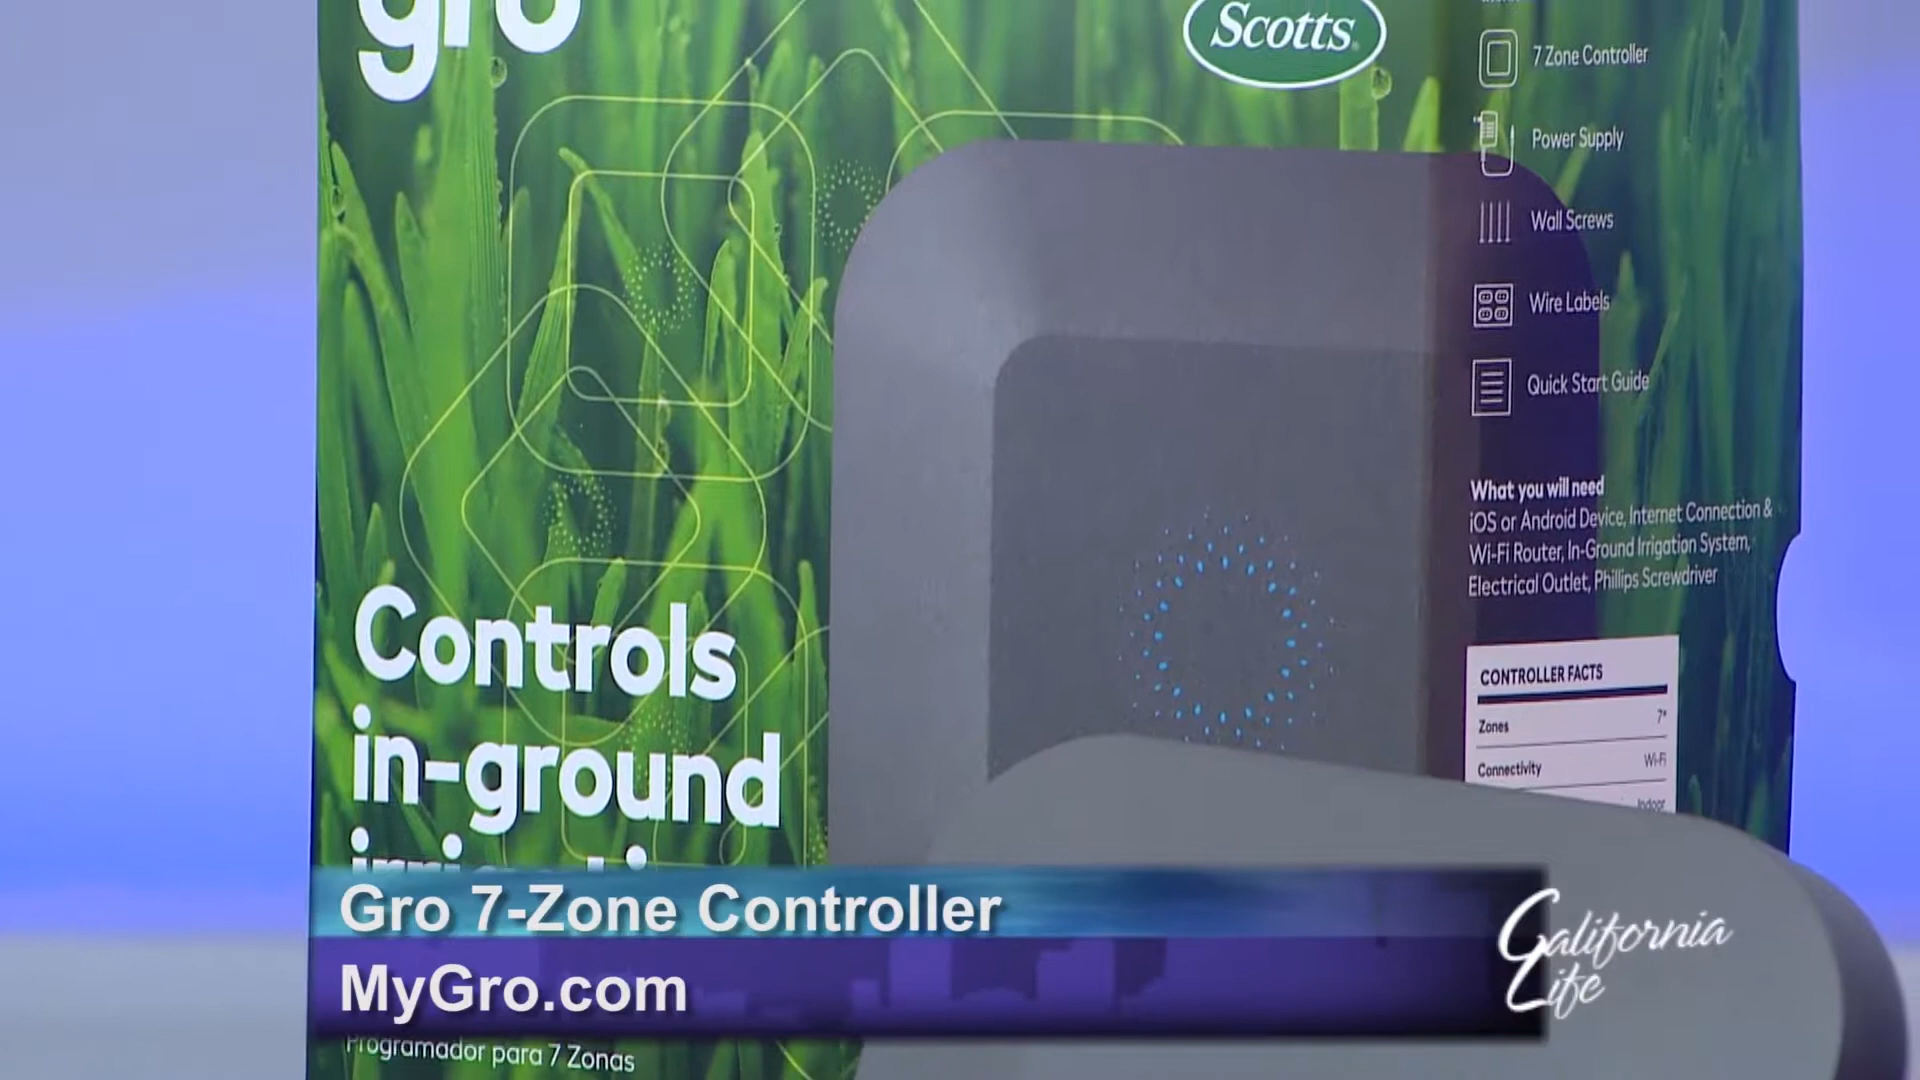 gro
Scotts
7 Zone Controller
Power Supply
Wall Screws
Wire Labels
Quick Start Guide
What you will need
iOS or Android Device, Internet Connection &
Wi-Fi Router, In-Ground Irrigation System,
Electrical Outlet, Phillips Screwdriver
CONTROLLER FACTS
Zones 7*
Connectivity Wi-Fi
Indoor
Controls
in-ground
Gro 7-Zone Controller
MyGro.com
California
Life
Programador para 7 Zonas